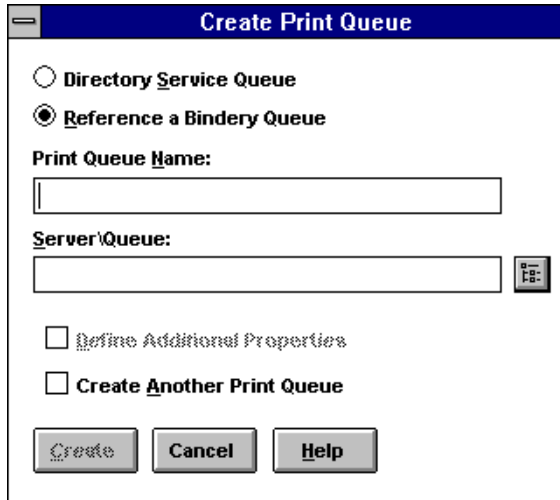 Create Print Queue
Directory Service Queue
Reference a Bindery Queue
Print Queue Name:
Server\Queue:
Define Additional Properties
Create Another Print Queue
Create Cancel Help